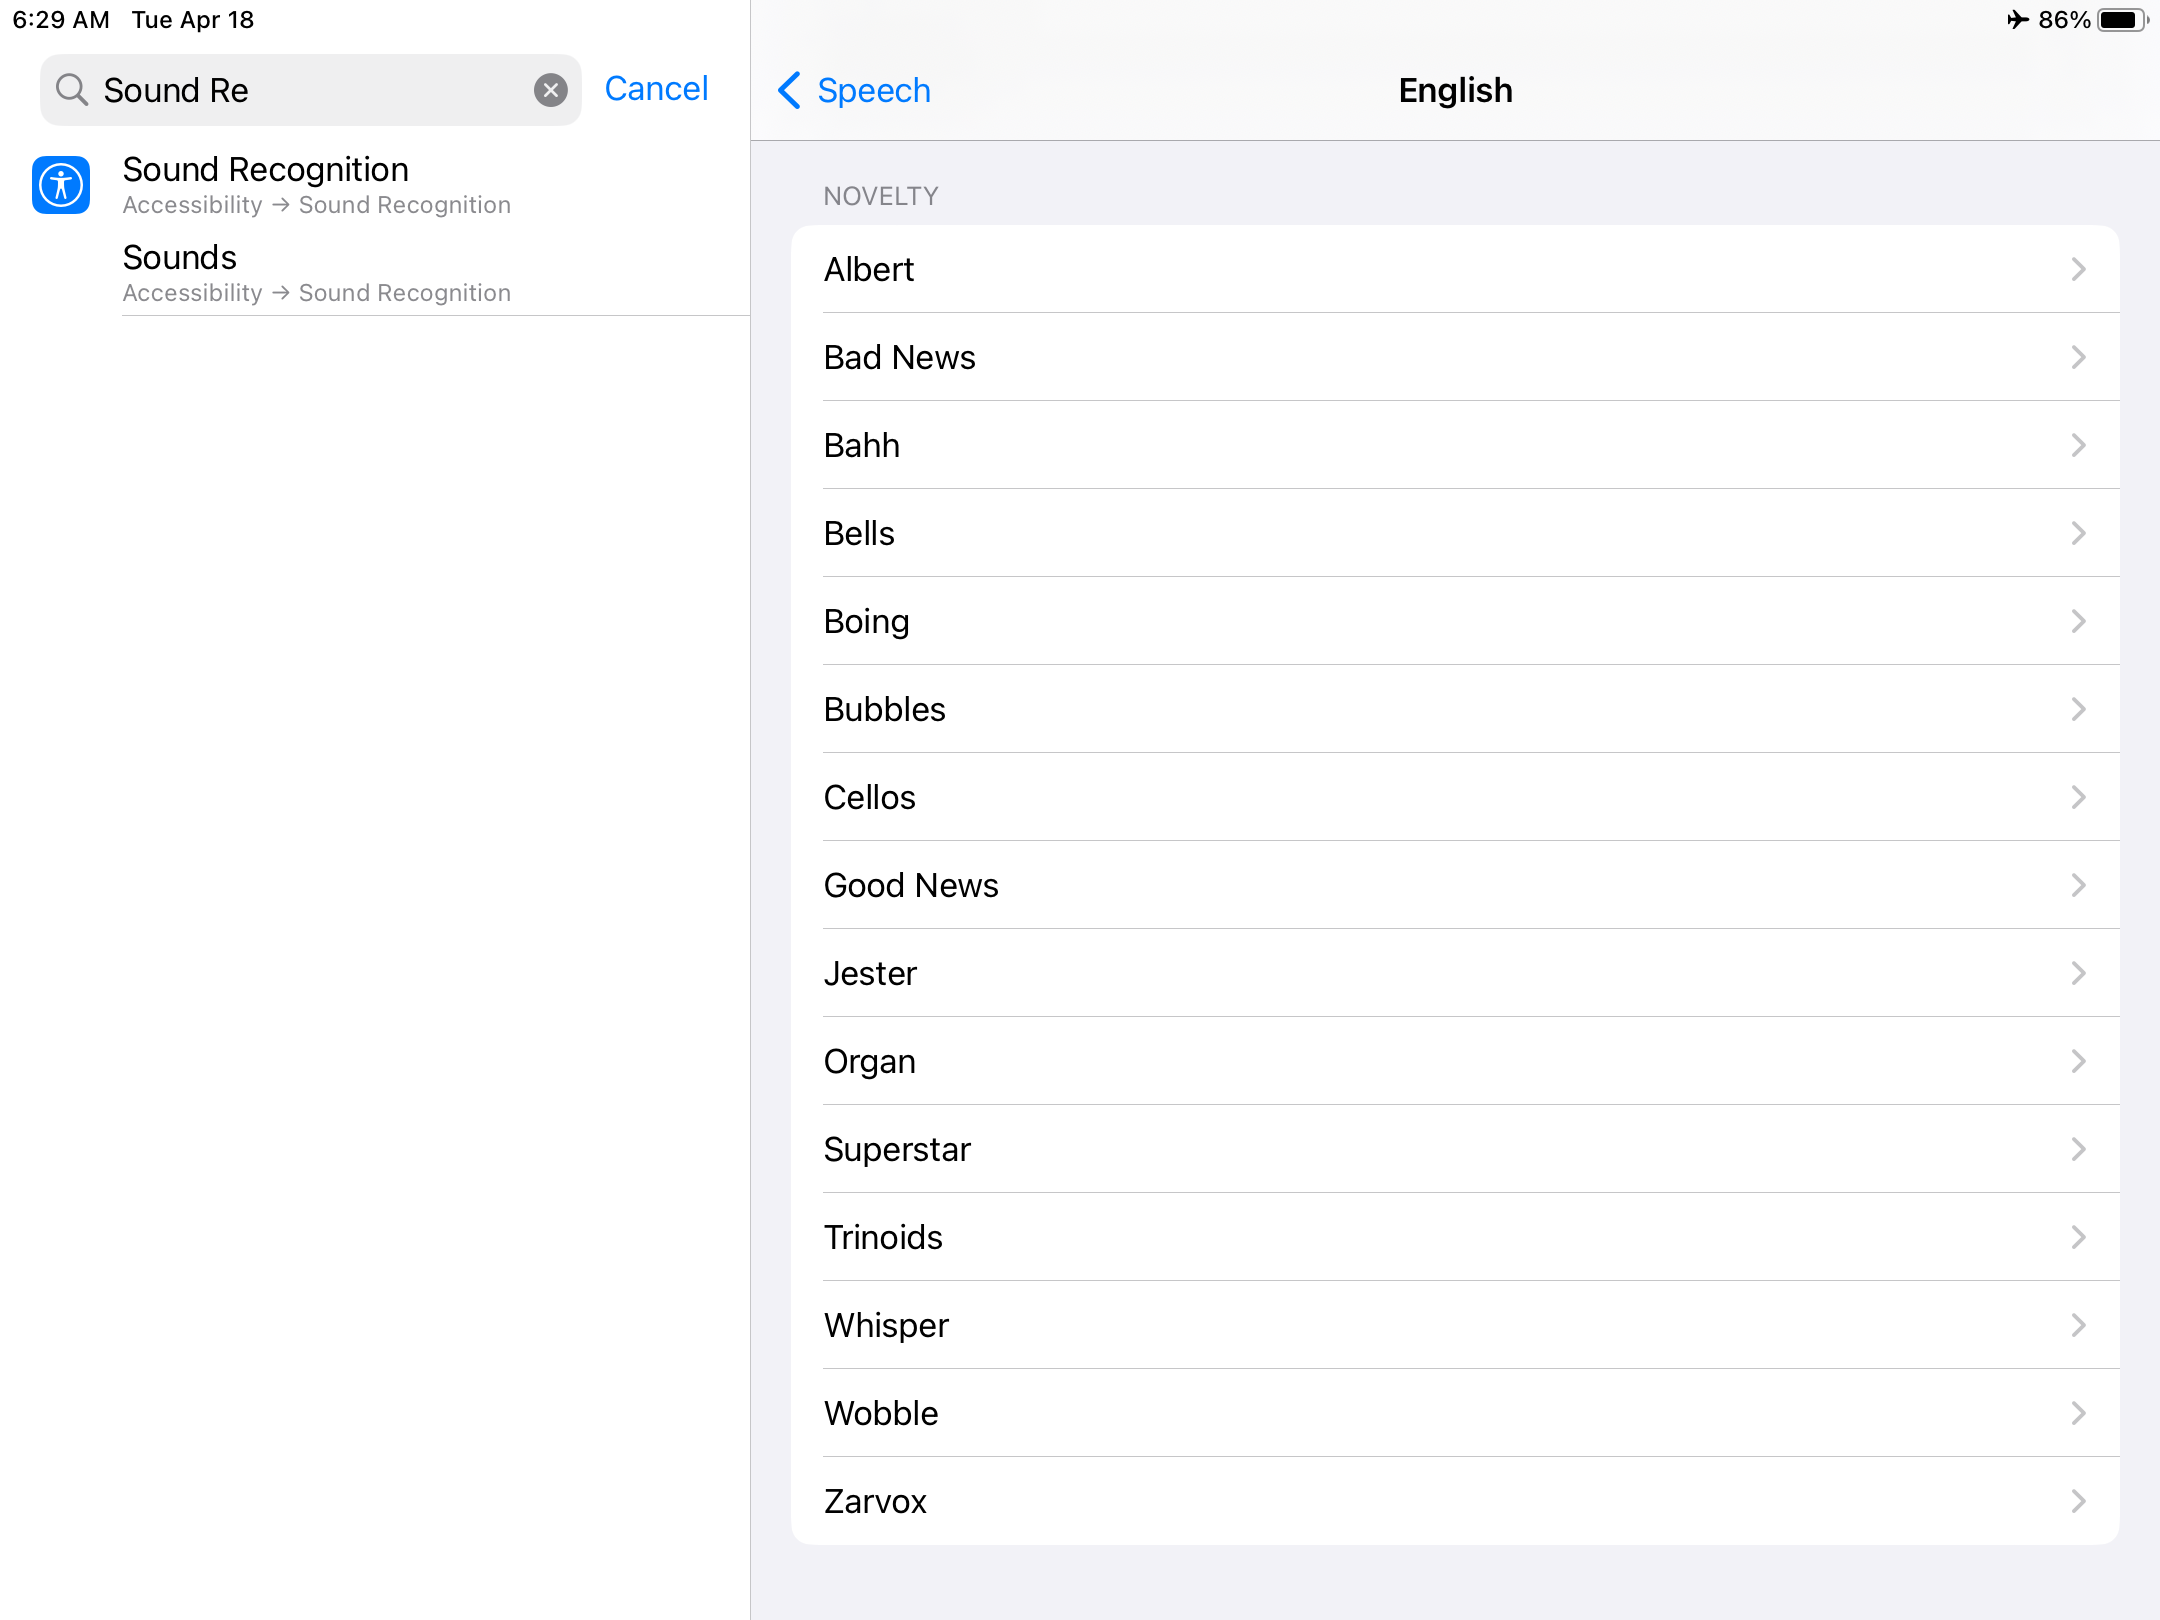 6:29 AM Tue Apr 18
86%
Sound Re
Cancel
Sound Recognition
Accessibility → Sound Recognition
Sounds
Accessibility → Sound Recognition
Speech
English
NOVELTY
Albert
Bad News
Bahh
Bells
Boing
Bubbles
Cellos
Good News
Jester
Organ
Superstar
Trinoids
Whisper
Wobble
Zarvox